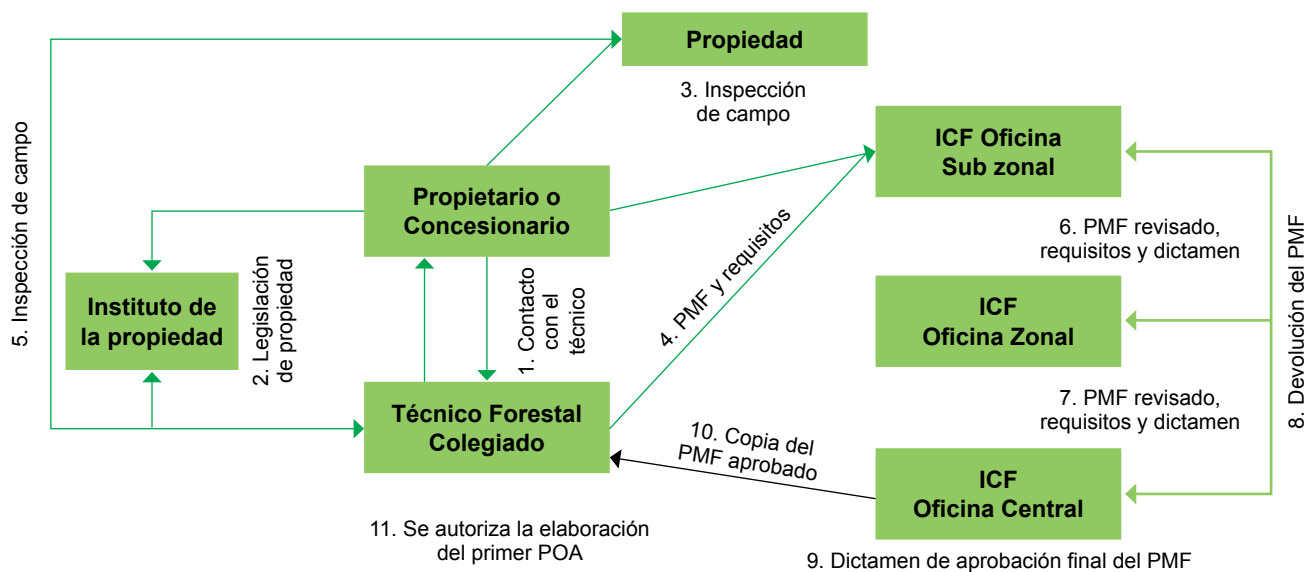 Propiedad
3. Inspección
de campo
5. Inspección de campo
ICF Oficina
Sub zonal
Propietario o
Concesionario
6. PMF revisado,
requisitos y dictamen
Instituto de
la propiedad
2. Legislación
de propiedad
1. Contacto
con el
técnico
4. PMF y requisitos
ICF
Oficina Zonal
8. Devolución del PMF
7. PMF revisado,
requisitos y dictamen
Técnico Forestal
Colegiado
10. Copia del
PMF aprobado
ICF
Oficina Central
11. Se autoriza la elaboración
del primer POA
9. Dictamen de aprobación final del PMF